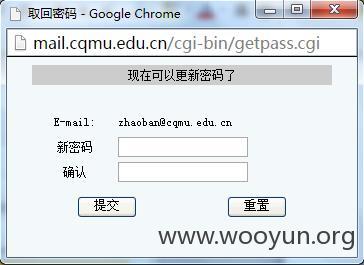 取回密码 - Google Chrome
mail.cqmu.edu.cn/cgi-bin/getpass.cgi
现在可以更新密码了
E-mail: zhaoban@cqmu.edu.cn
新密码
确认
提交 重置
www.wooyun.org